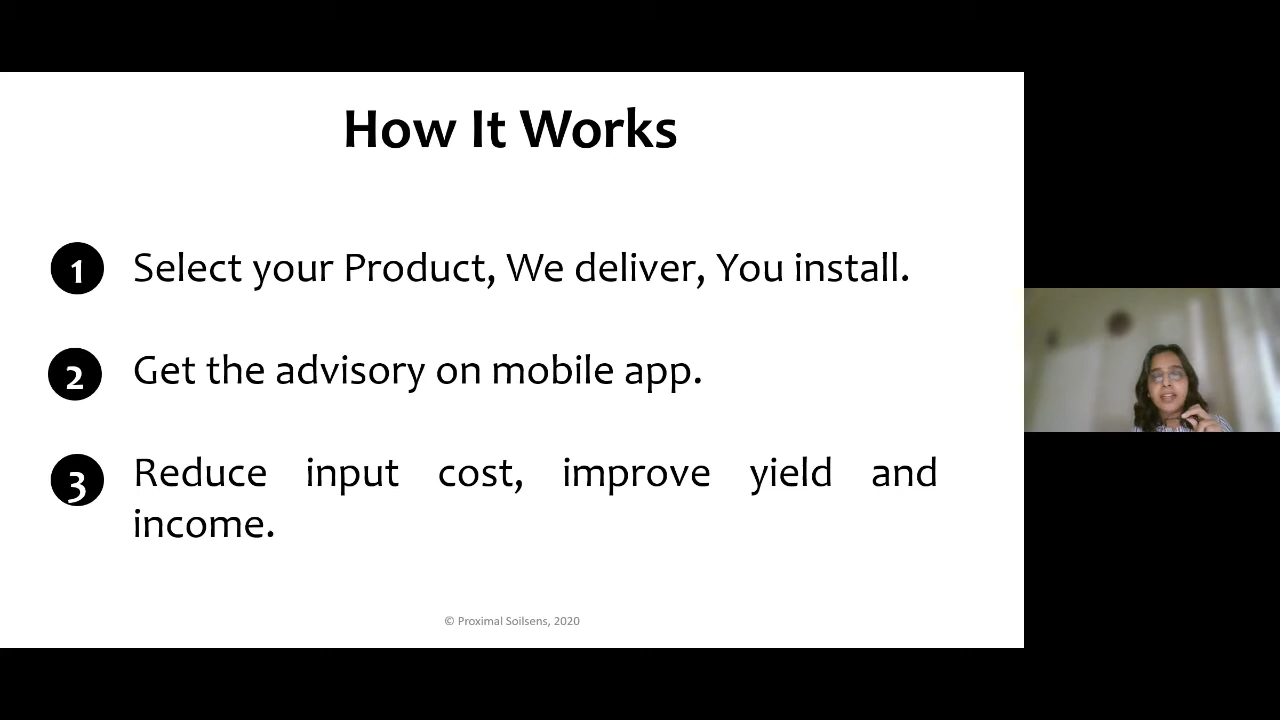 How It Works
1 Select your Product, We deliver, You install.
2 Get the advisory on mobile app.
3 Reduce input cost, improve yield and
income.
© Proximal Soilsens, 2020